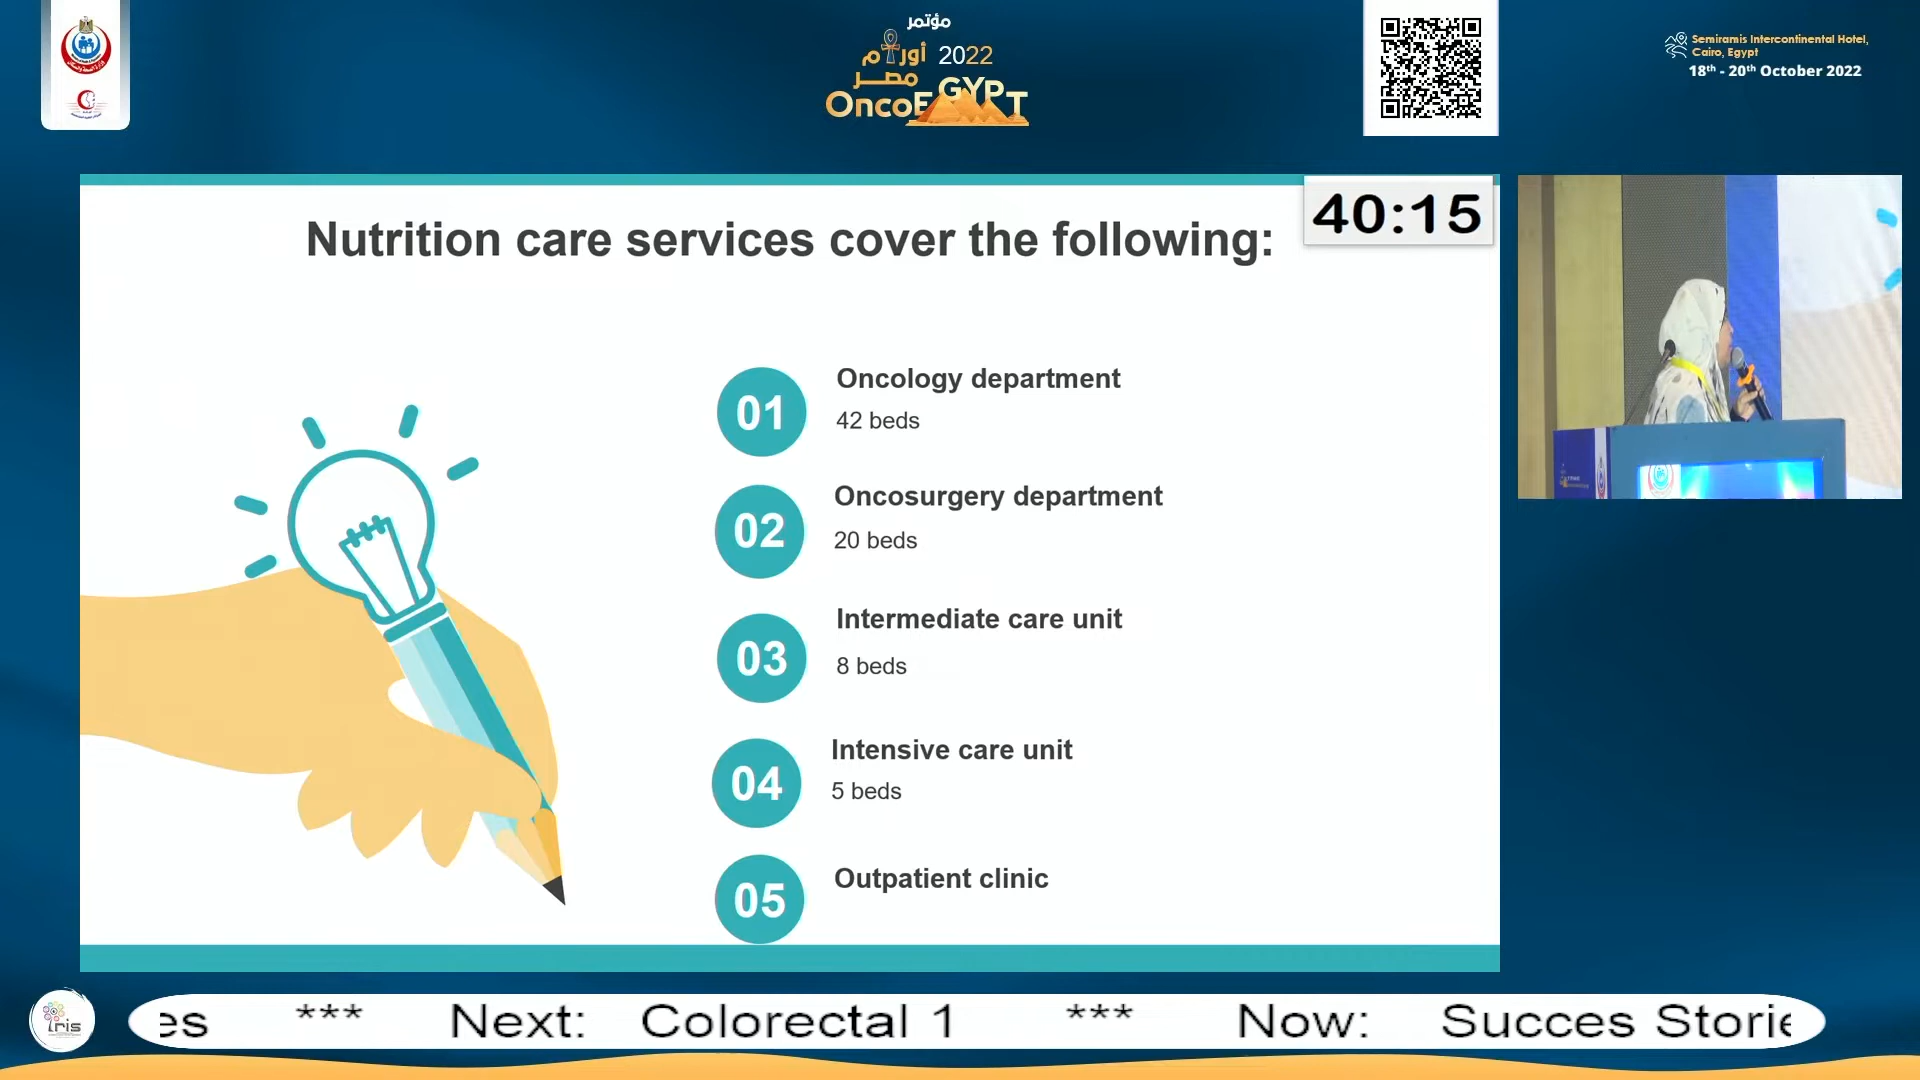 مؤتمر
أورام 2022
مصر
OncoEGYPT
Semiramis Intercontinental Hotel,
Cairo, Egypt
18th - 20th October 2022
40:15
Nutrition care services cover the following:
01
Oncology department
42 beds
02
Oncosurgery department
20 beds
03
Intermediate care unit
8 beds
04
Intensive care unit
5 beds
05
Outpatient clinic
iris
es *** Next: Colorectal 1 *** Now: Succes Storie